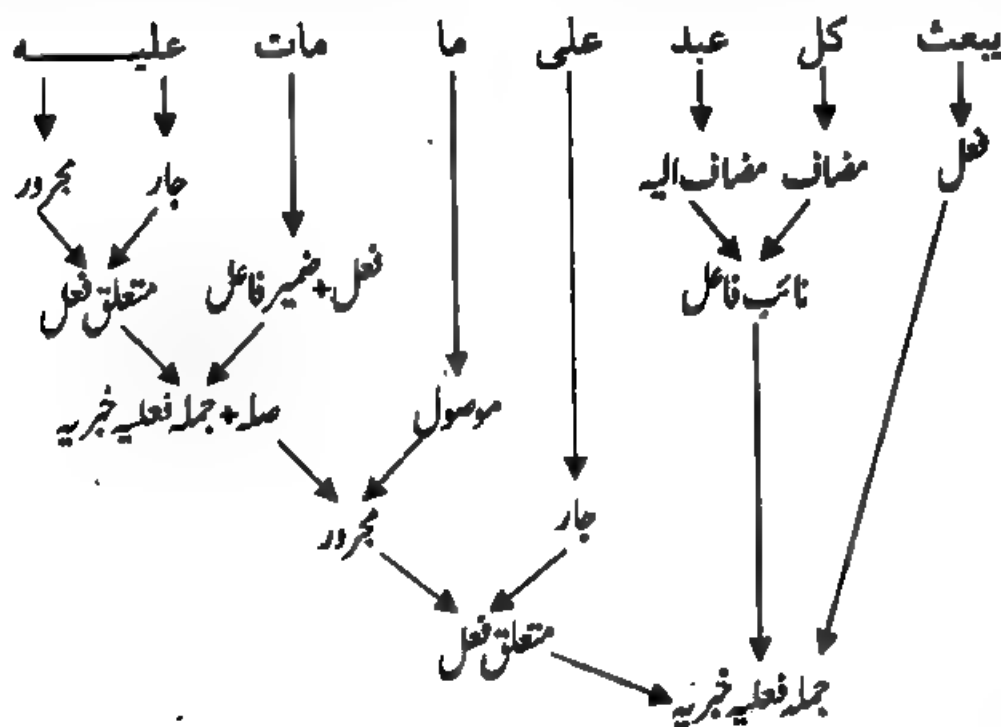 يبعث كل عبد على ما مات عليه
فعل مضاف مضاف اليه جار مجرور
نائب فاعل فعل+ضمير فاعل متعلق فعل
موصول صلہ+جملہ فعلیہ خبریہ
جار مجرور
متعلق فعل
جملہ فعلیہ خبریہ